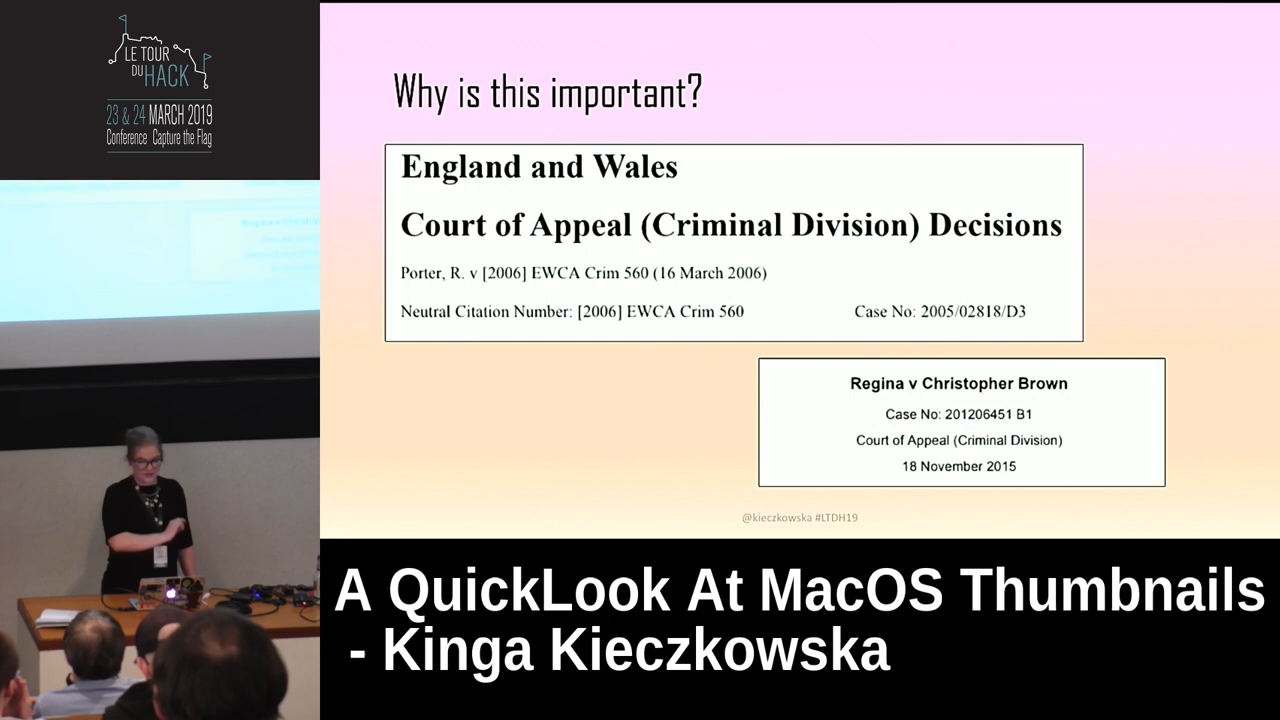 LE TOUR
DU HACK
23 & 24 MARCH 2019
Conference Capture the Flag
Why is this important?
England and Wales
Court of Appeal (Criminal Division) Decisions
Porter, R. v [2006] EWCA Crim 560 (16 March 2006)
Neutral Citation Number: [2006] EWCA Crim 560 Case No: 2005/02818/D3
Regina v Christopher Brown
Case No: 201206451 B1
Court of Appeal (Criminal Division)
18 November 2015
@kieczkowska #LTDH19
A QuickLook At MacOS Thumbnails
- Kinga Kieczkowska